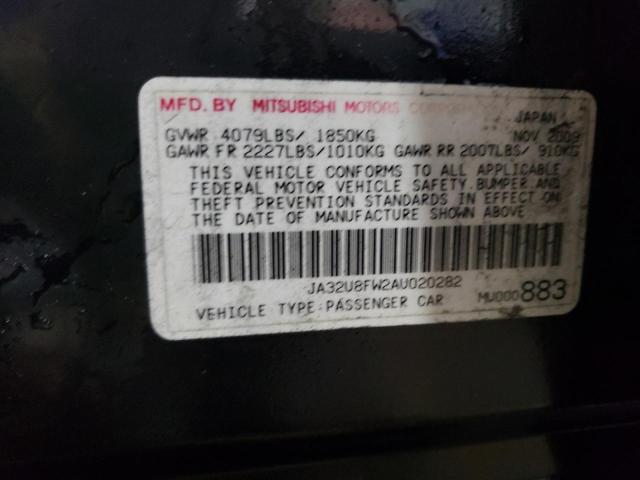 MFD. BY MITSUBISHI MOTORS CORPORATION JAPAN
GVWR 4079LBS/ 1850KG NOV 2009
GAWR FR 2227LBS/1010KG GAWR RR 2007LBS/ 910KG
THIS VEHICLE CONFORMS TO ALL APPLICABLE
FEDERAL MOTOR VEHICLE SAFETY, BUMPER AND
THEFT PREVENTION STANDARDS IN EFFECT ON
THE DATE OF MANUFACTURE SHOWN ABOVE
JA32U8FW2AU020282
VEHICLE TYPE:PASSENGER CAR MU000883